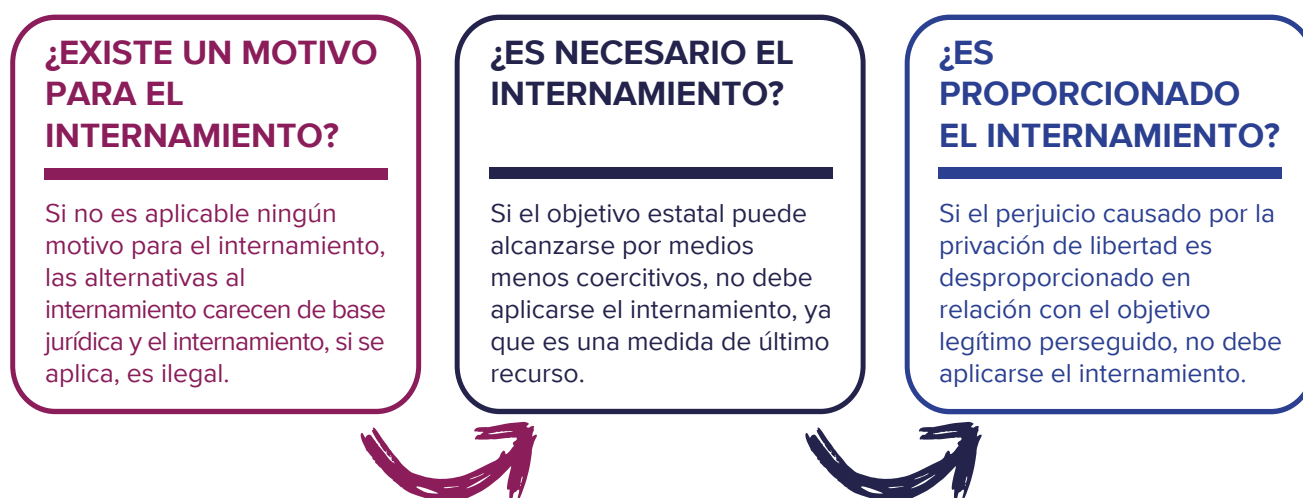 ¿EXISTE UN MOTIVO
PARA EL
INTERNAMIENTO?
Si no es aplicable ningún
motivo para el internamiento,
las alternativas al
internamiento carecen de base
jurídica y el internamiento, si se
aplica, es ilegal.
¿ES NECESARIO EL
INTERNAMIENTO?
Si el objetivo estatal puede
alcanzarse por medios
menos coercitivos, no debe
aplicarse el internamiento, ya
que es una medida de último
recurso.
¿ES
PROPORCIONADO
EL INTERNAMIENTO?
Si el perjuicio causado por la
privación de libertad es
desproporcionado en
relación con el objetivo
legítimo perseguido, no debe
aplicarse el internamiento.